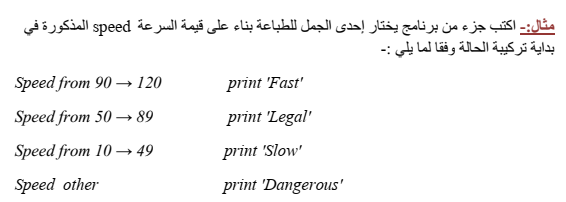 مثال:- اكتب جزء من برنامج يختار إحدى الجمل للطباعة بناء على قيمة السرعة speed المذكورة في
بداية تركيبة الحالة وفقا لما يلي :-
Speed from 90 → 120 print 'Fast'
Speed from 50 → 89 print 'Legal'
Speed from 10 → 49 print 'Slow'
Speed other print 'Dangerous'